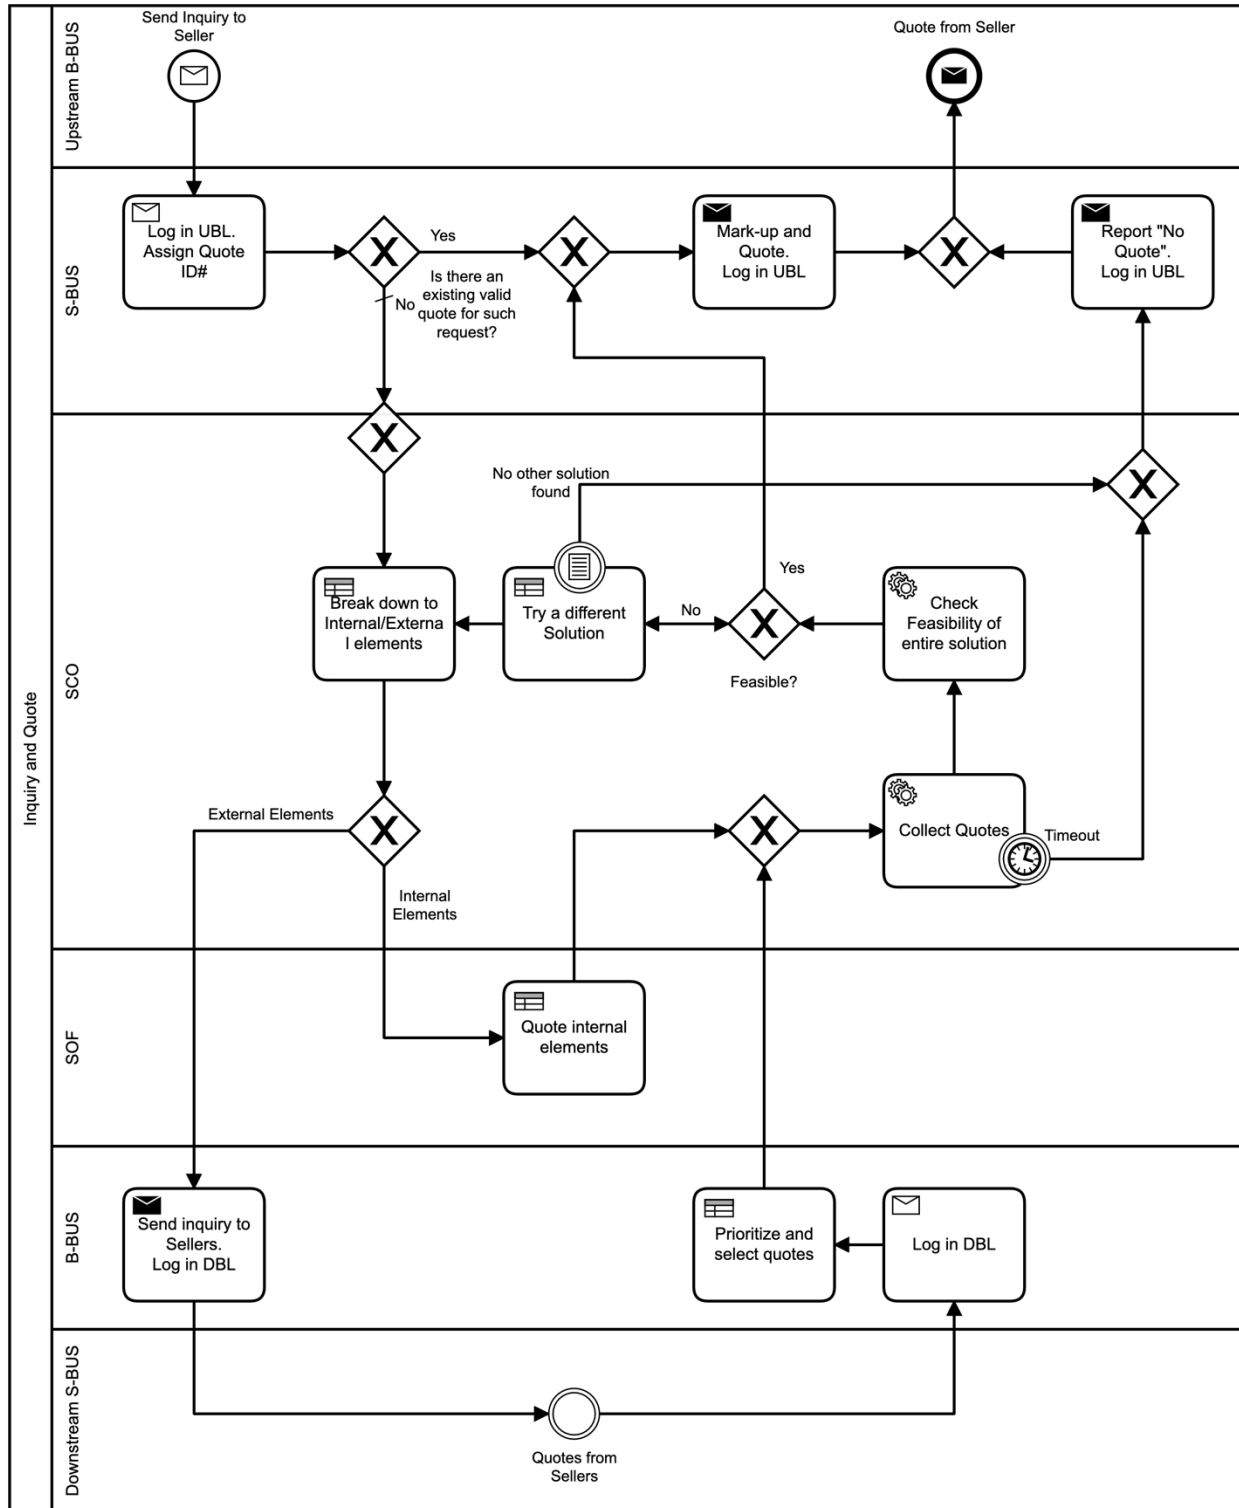 Inquiry and Quote
Upstream B-BUS
Send Inquiry to
Seller
Quote from Seller
S-BUS
Log in UBL.
Assign Quote
ID#
Yes
Is there an
existing valid
quote for such
request?
No
Mark-up and
Quote.
Log in UBL
Report "No
Quote".
Log in UBL
SCO
No other solution
found
Break down to
Internal/Externa
l elements
Try a different
Solution
No
Yes
Feasible?
Check
Feasibility of
entire solution
External Elements
Internal
Elements
Collect Quotes
Timeout
SOF
Quote internal
elements
B-BUS
Send inquiry to
Sellers.
Log in DBL
Prioritize and
select quotes
Log in DBL
Downstream S-BUS
Quotes from
Sellers